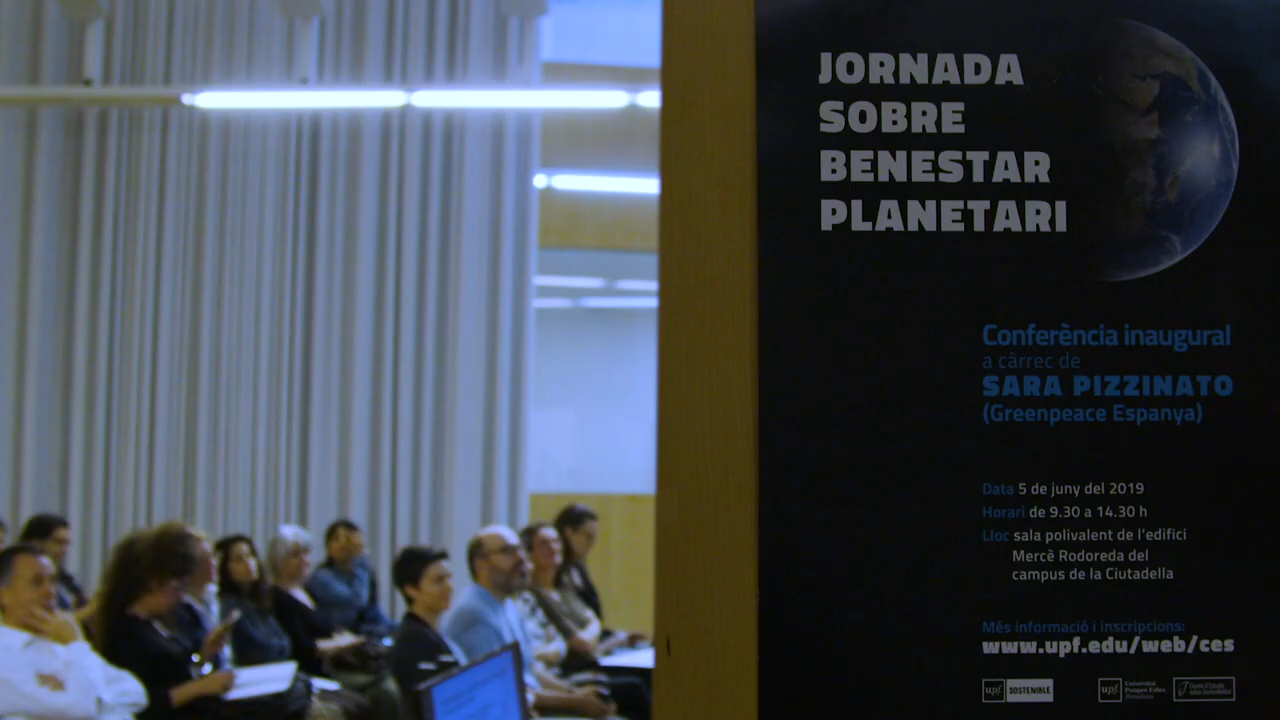 JORNADA
SOBRE
BENESTAR
PLANETARI
Conferència inaugural
a càrrec de
SARA PIZZINATO
(Greenpeace Espanya)
Data 5 de juny del 2019
Horari de 9.30 a 14.30 h
Lloc sala polivalent de l'edifici
Mercè Rodoreda del
campus de la Ciutadella
Més informació i inscripcions:
www.upf.edu/web/ces
upf. SOSTENIBLE
upf. Universitat
Pompeu Fabra
Barcelona